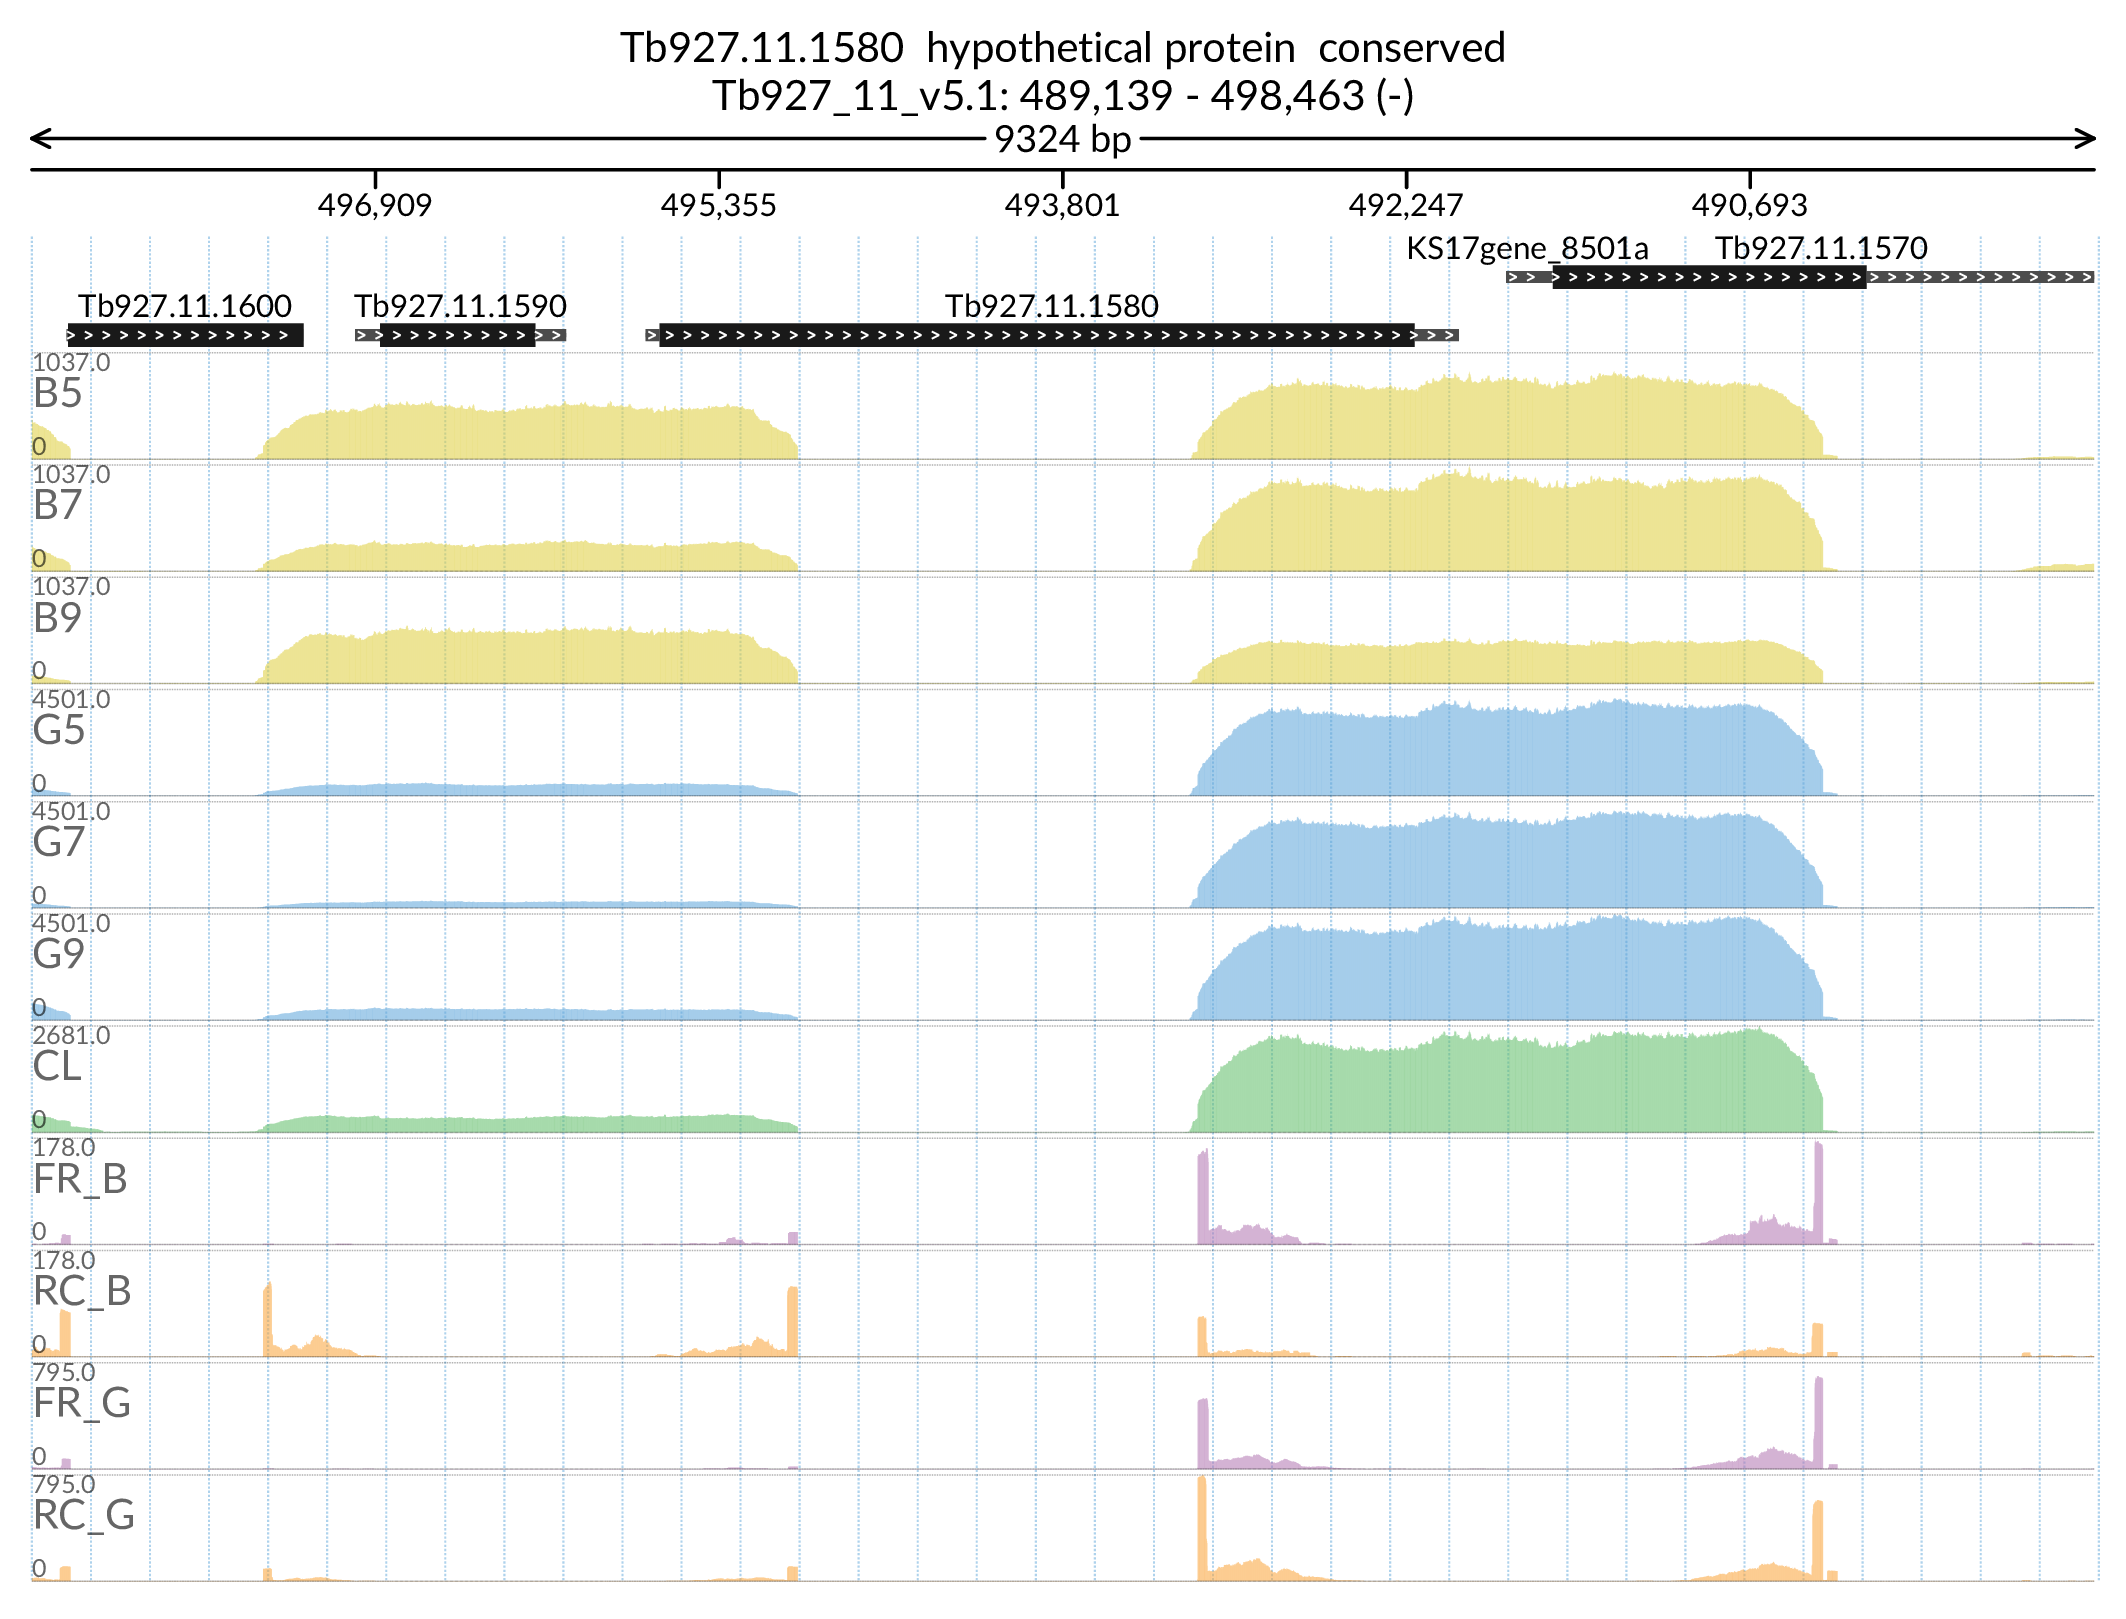 Tb927.11.1580  hypothetical protein  conserved
Tb927_11_v5.1: 489,139 - 498,463 (-)
9324 bp
496,909 495,355 493,801 492,247 490,693
KS17gene_8501a Tb927.11.1570
Tb927.11.1600 Tb927.11.1590 Tb927.11.1580
1037.0
B5
0
1037.0
B7
0
1037.0
B9
0
4501.0
G5
0
4501.0
G7
0
4501.0
G9
0
2681.0
CL
0
178.0
FR_B
0
178.0
RC_B
0
795.0
FR_G
0
795.0
RC_G
0